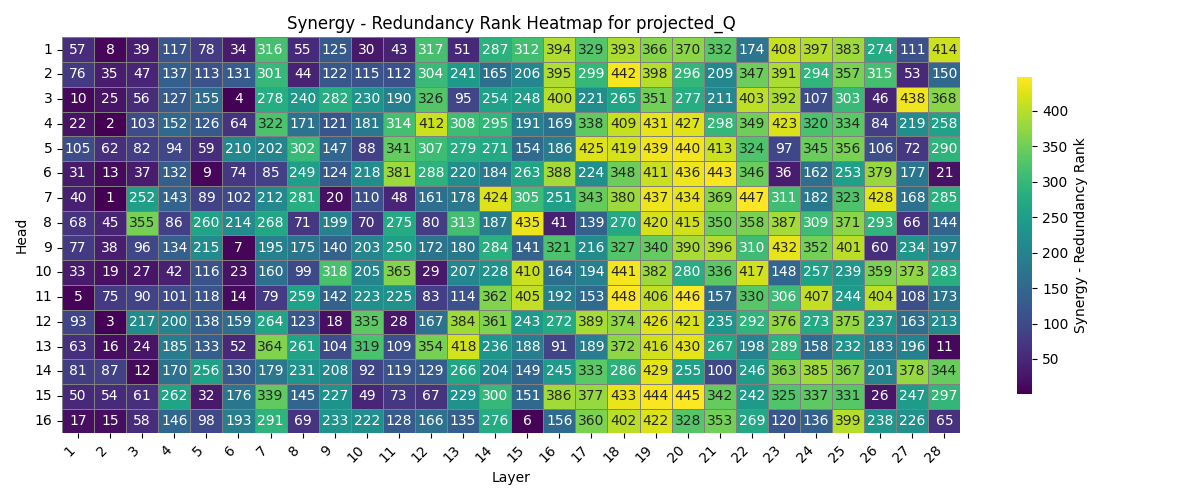 Synergy - Redundancy Rank Heatmap for projected_Q
1 57 8 39 117 78 34 316 55 125 30 43 317 51 287 312 394 329 393 366 370 332 174 408 397 383 274 111 414
2 76 35 47 137 113 131 301 44 122 115 112 304 241 165 206 395 299 442 398 296 209 347 391 294 357 315 53 150
3 10 25 56 127 155 4 278 240 282 230 190 326 95 254 248 400 221 265 351 277 211 403 392 107 303 46 438 368
4 22 2 103 152 126 64 322 171 121 181 314 412 308 295 191 169 338 409 431 427 298 349 423 320 334 84 219 258
5 105 62 82 94 59 210 202 302 147 88 341 307 279 271 154 186 425 419 439 440 413 324 97 345 356 106 72 290
6 31 13 37 132 9 74 85 249 124 218 381 288 220 184 263 388 224 348 411 436 443 346 36 162 253 379 177 21
7 40 1 252 143 89 102 212 281 20 110 48 161 178 424 305 251 343 380 437 434 369 447 311 182 323 428 168 285
8 68 45 355 86 260 214 268 71 199 70 275 80 313 187 435 41 139 270 420 415 350 358 387 309 371 293 66 144
9 77 38 96 134 215 7 195 175 140 203 250 172 180 284 141 321 216 327 340 390 396 310 432 352 401 60 234 197
10 33 19 27 42 116 23 160 99 318 205 365 29 207 228 410 164 194 441 382 280 336 417 148 257 239 359 373 283
11 5 75 90 101 118 14 79 259 142 223 225 83 114 362 405 192 153 448 406 446 157 330 306 407 244 404 108 173
12 93 3 217 200 138 159 264 123 18 335 28 167 384 361 243 272 389 374 426 421 235 292 376 273 375 237 163 213
13 63 16 24 185 133 52 364 261 104 319 109 354 418 236 188 91 189 372 416 430 267 198 289 158 232 183 196 11
14 81 87 12 170 256 130 179 231 208 92 119 129 266 204 149 245 333 286 429 255 100 246 363 385 367 201 378 344
15 50 54 61 262 32 176 339 145 227 49 73 67 229 300 151 386 377 433 444 445 342 242 325 337 331 26 247 297
16 17 15 58 146 98 193 291 69 233 222 128 166 135 276 6 156 360 402 422 328 353 269 120 136 399 238 226 65
1 2 3 4 5 6 7 8 9 10 11 12 13 14 15 16 17 18 19 20 21 22 23 24 25 26 27 28
Layer
Head
400
350
300
250
200
150
100
50
Synergy - Redundancy Rank